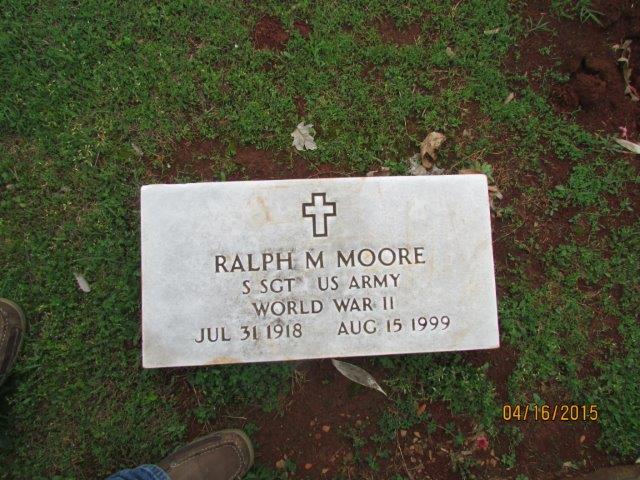 RALPH M MOORE
S SGT US ARMY
WORLD WAR II
JUL 31 1918 AUG 15 1999
04/16/2015